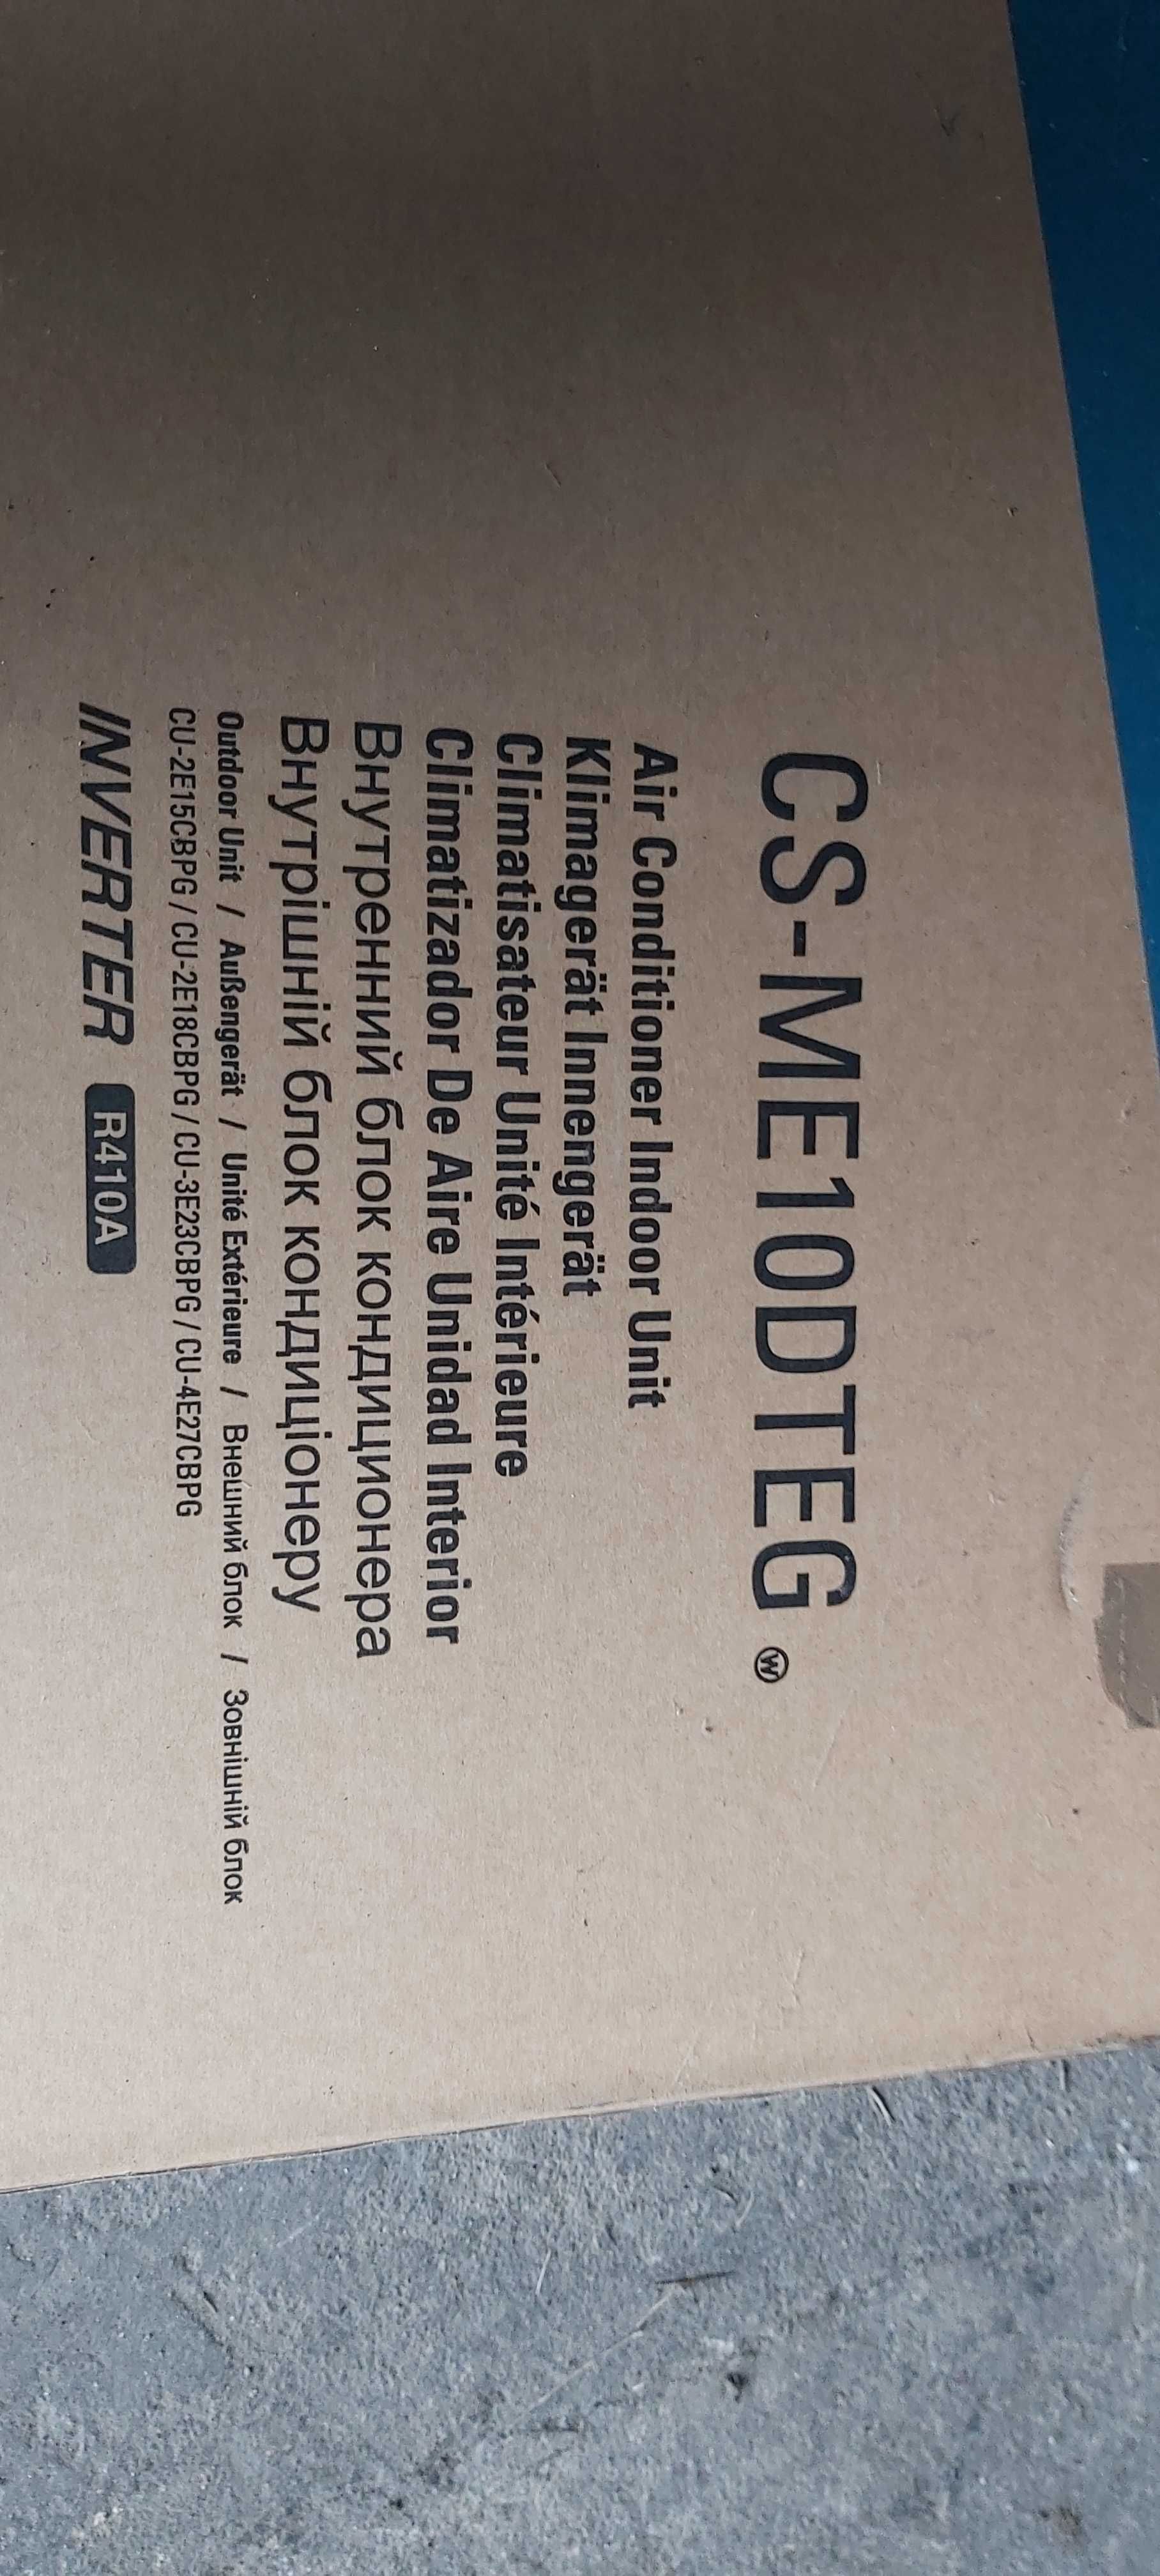 CS-ME10DTEG Ⓦ
Air Conditioner Indoor Unit
Klimagerät Innengerät
Climatisateur Unité Intérieure
Climatizador De Aire Unidad Interior
Внутренний блок кондиционера
Внутрішній блок кондиціонеру
Outdoor Unit / Außengerät / Unité Extérieure / Внешний блок / Зовнішній блок
CU-2E15CBPG / CU-2E18CBPG / CU-3E23CBPG / CU-4E27CBPG
INVERTER R410A